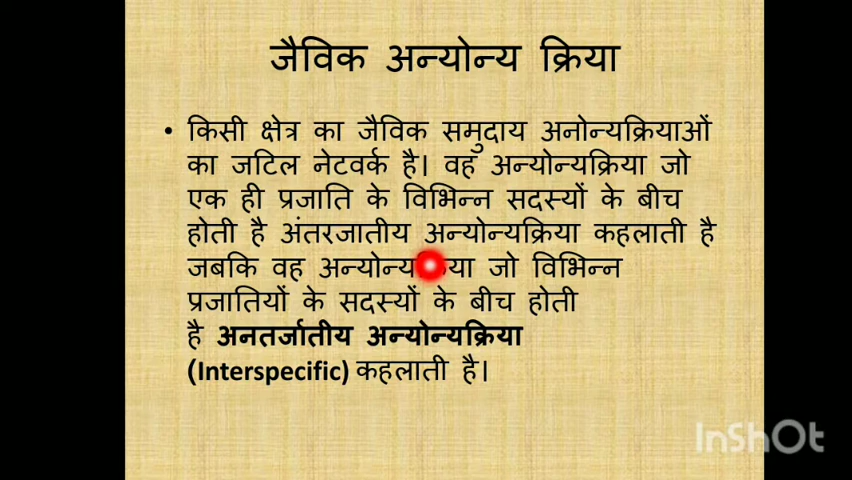 जैविक अन्योन्य क्रिया
• किसी क्षेत्र का जैविक समुदाय अनोन्यक्रियाओं
का जटिल नेटवर्क है। वह अन्योन्यक्रिया जो
एक ही प्रजाति के विभिन्न सदस्यों के बीच
होती है अंतरजातीय अन्योन्यक्रिया कहलाती है
जबकि वह जो विभिन्न
प्रजातियों के सदस्यों के बीच होती
है अनतर्जातीय अन्योन्यक्रिया
(Interspecific) कहलाती है।
InShOt